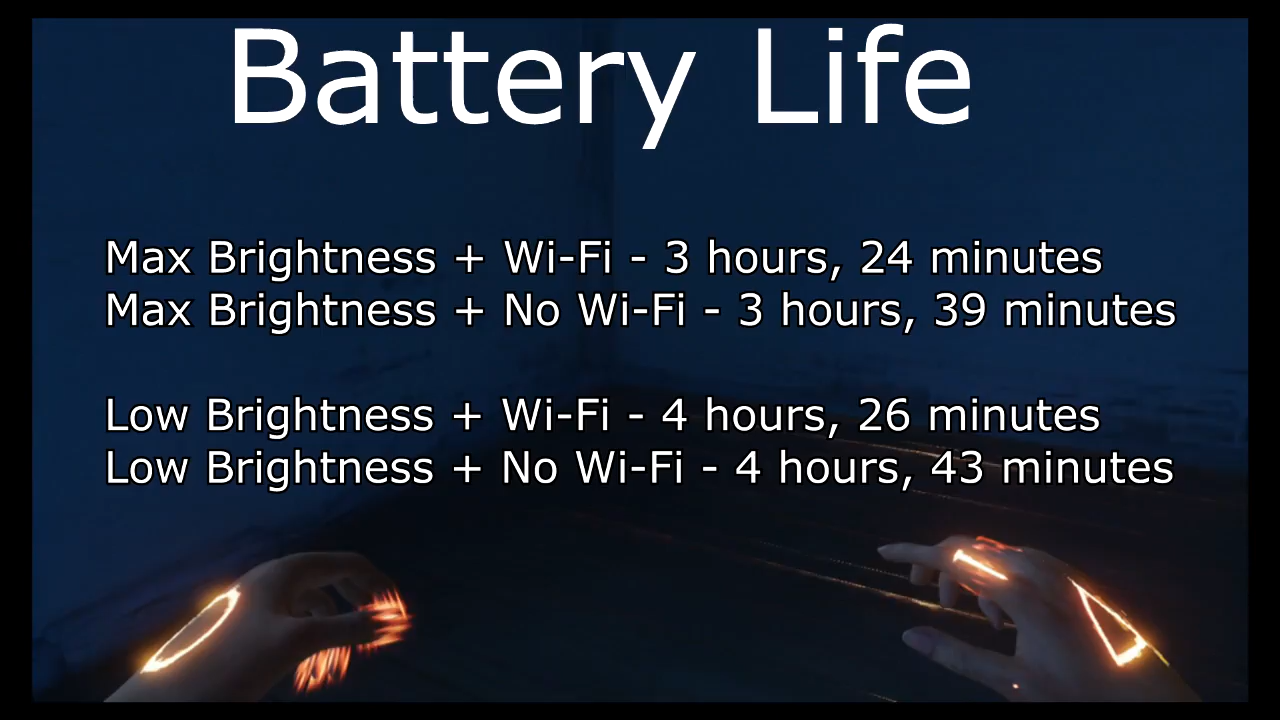 Battery Life
Max Brightness + Wi-Fi - 3 hours, 24 minutes
Max Brightness + No Wi-Fi - 3 hours, 39 minutes
Low Brightness + Wi-Fi - 4 hours, 26 minutes
Low Brightness + No Wi-Fi - 4 hours, 43 minutes